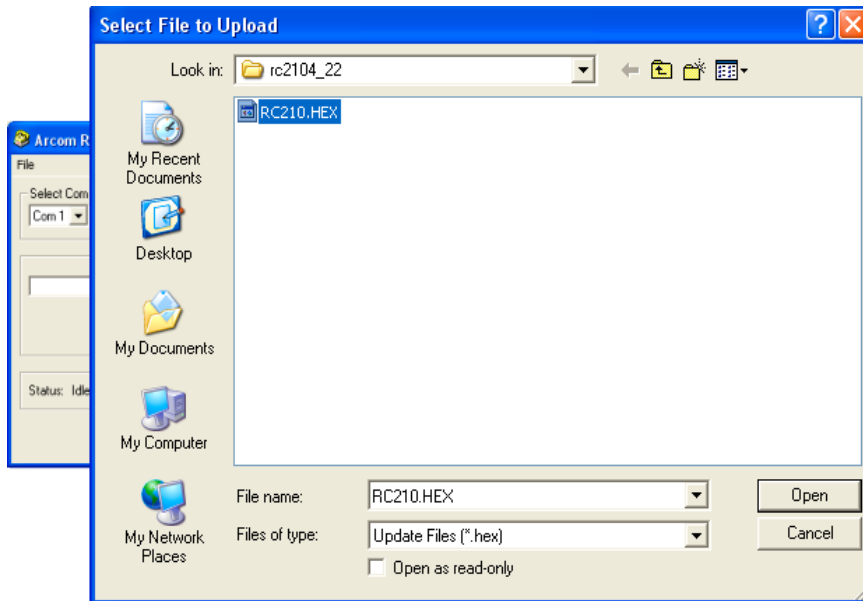 Select File to Upload
Look in: rc2104_22
RC210.HEX
My Recent
Documents
Desktop
My Documents
My Computer
My Network
Places
File name: RC210.HEX
Open
Files of type: Update Files (*.hex)
Cancel
Open as read-only
Arcom R
File
Select Com
Com 1
Status: Idle